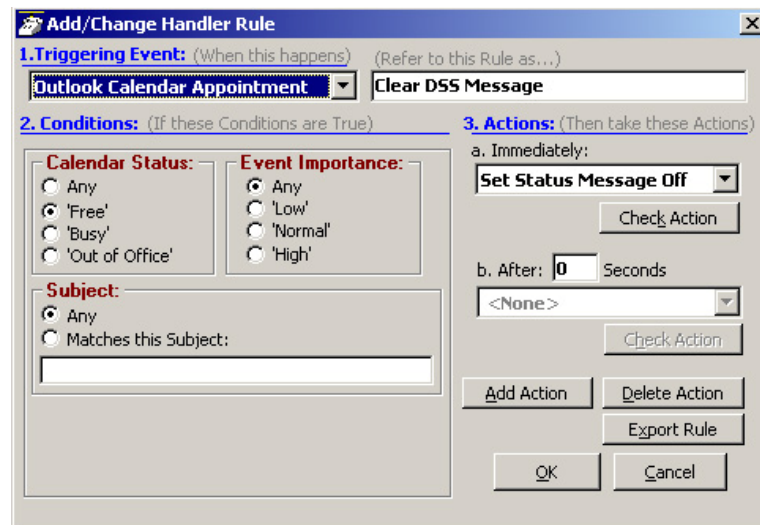 Add/Change Handler Rule
1.Triggering Event: (When this happens)
(Refer to this Rule as...)
Outlook Calendar Appointment
Clear DSS Message
2. Conditions: (If these Conditions are True)
3. Actions: (Then take these Actions)
Calendar Status:
Any
'Free'
'Busy'
'Out of Office'
Event Importance:
Any
'Low'
'Normal'
'High'
Subject:
Any
Matches this Subject:
a. Immediately:
Set Status Message Off
Check Action
b. After: 0 Seconds
<None>
Check Action
Add Action
Delete Action
Export Rule
OK
Cancel